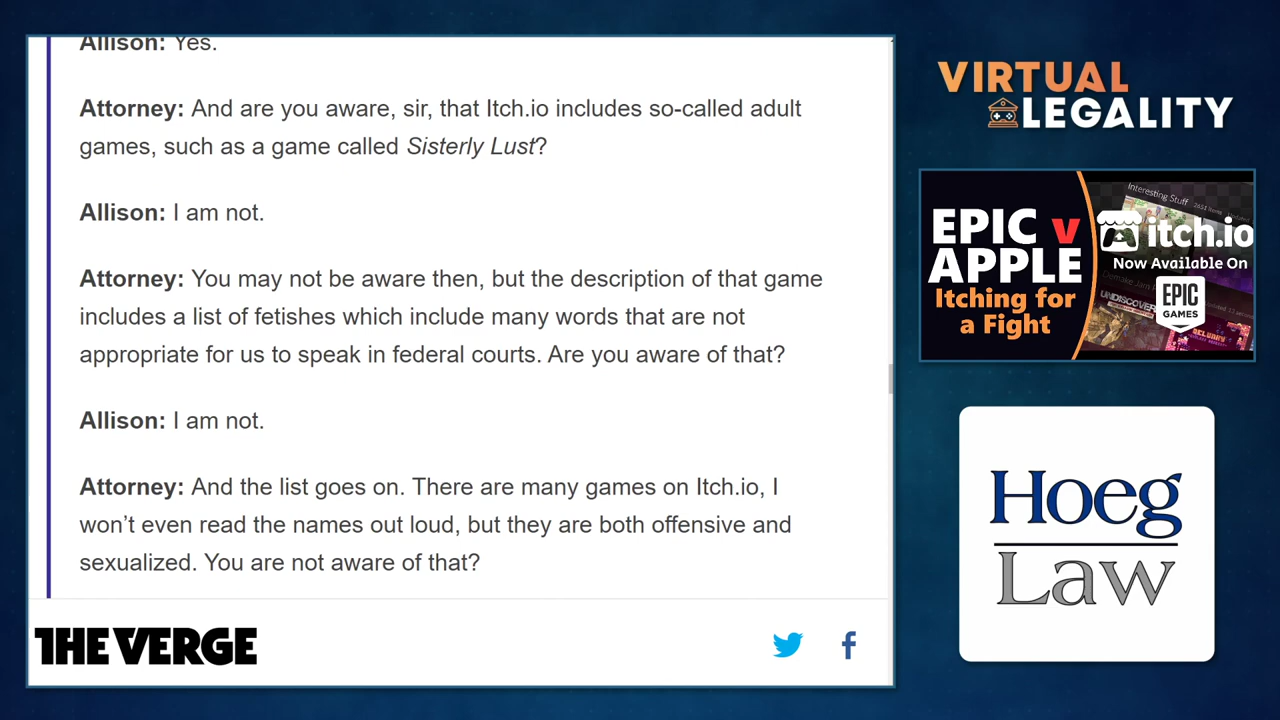 Allison: Yes.
Attorney: And are you aware, sir, that Itch.io includes so-called adult
games, such as a game called Sisterly Lust?
Allison: I am not.
Attorney: You may not be aware then, but the description of that game
includes a list of fetishes which include many words that are not
appropriate for us to speak in federal courts. Are you aware of that?
Allison: I am not.
Attorney: And the list goes on. There are many games on Itch.io, I
won’t even read the names out loud, but they are both offensive and
sexualized. You are not aware of that?
THE VERGE
VIRTUAL
LEGALITY
EPIC v
APPLE
Itching for
a Fight
Interesting Stuff
itch.io
Now Available On
EPIC
GAMES
Hoeg
Law